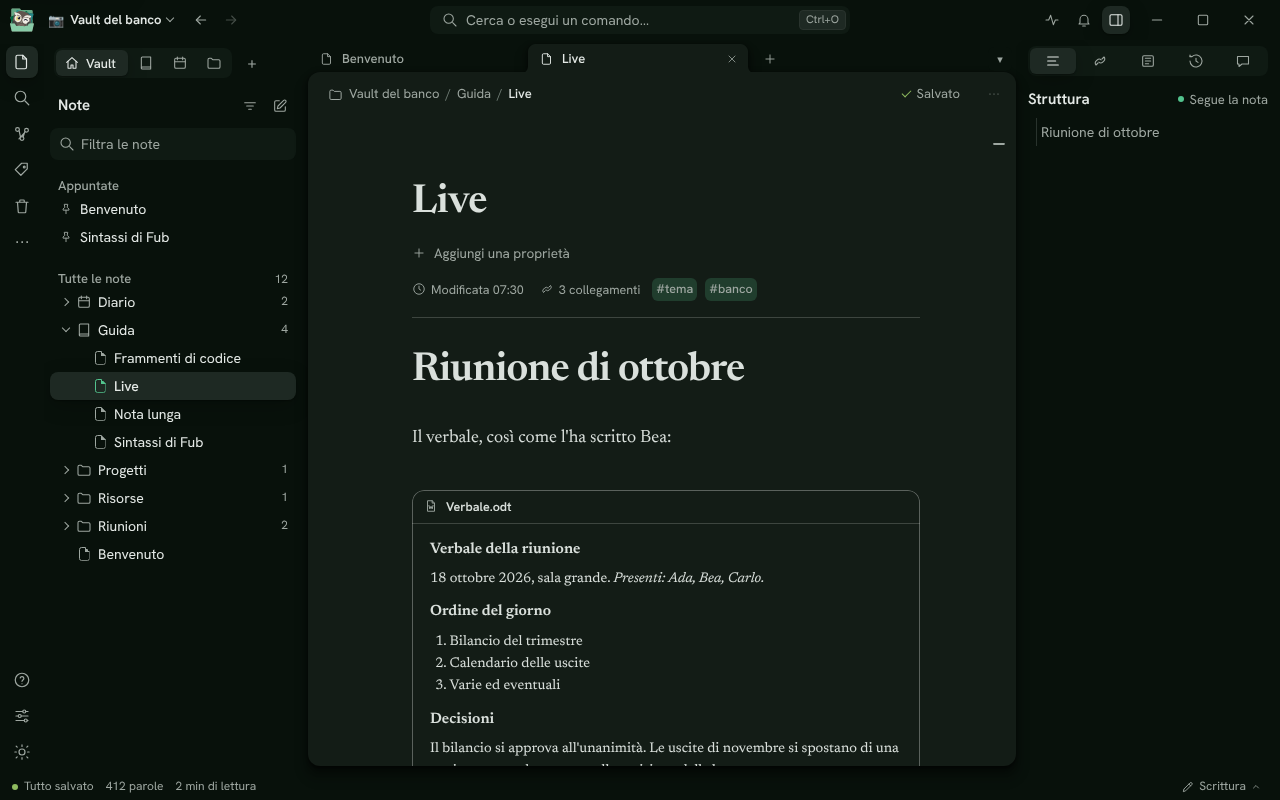 Vault del banco
Cerca o esegui un comando...
Ctrl+O
Vault
Benvenuto
Live
Note
Filtra le note
Appuntate
Benvenuto
Sintassi di Fub
Tutte le note 12
Diario 2
Guida 4
Frammenti di codice
Live
Nota lunga
Sintassi di Fub
Progetti 1
Risorse 1
Riunioni 2
Benvenuto
Vault del banco / Guida / Live
Salvato
Live
Aggiungi una proprietà
Modificata 07:30
3 collegamenti
#tema
#banco
Riunione di ottobre
Il verbale, così come l'ha scritto Bea:
Verbale.odt
Verbale della riunione
18 ottobre 2026, sala grande. Presenti: Ada, Bea, Carlo.
Ordine del giorno
1. Bilancio del trimestre
2. Calendario delle uscite
3. Varie ed eventuali
Decisioni
Il bilancio si approva all'unanimità. Le uscite di novembre si spostano di una
Struttura
Segue la nota
Riunione di ottobre
Tutto salvato
412 parole
2 min di lettura
Scrittura